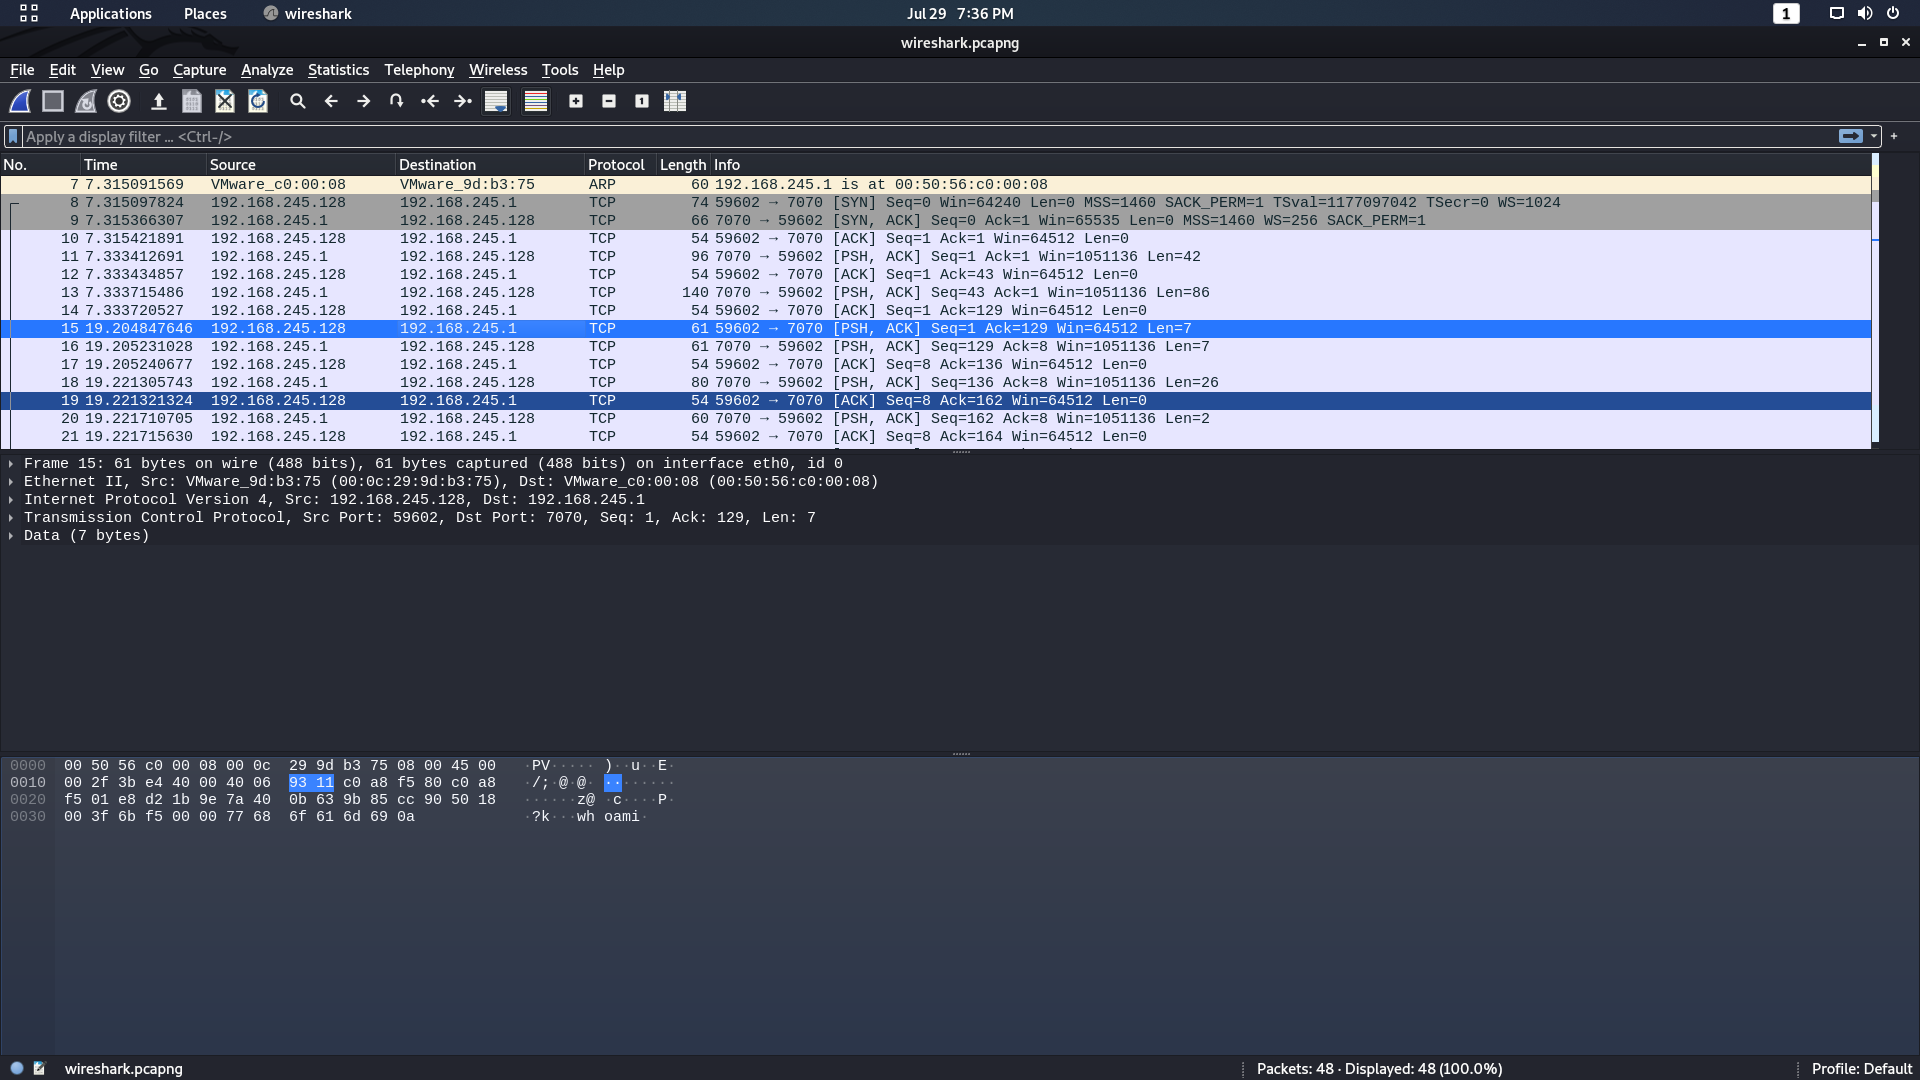 Applications Places wireshark Jul 29 7:36 PM 1
wireshark.pcapng
File Edit View Go Capture Analyze Statistics Telephony Wireless Tools Help
Apply a display filter ... <Ctrl-/>
No. Time Source Destination Protocol Length Info
7 7.315091569 VMware_c0:00:08 VMware_9d:b3:75 ARP 60 192.168.245.1 is at 00:50:56:c0:00:08
8 7.315097824 192.168.245.128 192.168.245.1 TCP 74 59602 → 7070 [SYN] Seq=0 Win=64240 Len=0 MSS=1460 SACK_PERM=1 TSval=1177097042 TSecr=0 WS=1024
9 7.315366307 192.168.245.1 192.168.245.128 TCP 66 7070 → 59602 [SYN, ACK] Seq=0 Ack=1 Win=65535 Len=0 MSS=1460 WS=256 SACK_PERM=1
10 7.315421891 192.168.245.128 192.168.245.1 TCP 54 59602 → 7070 [ACK] Seq=1 Ack=1 Win=64512 Len=0
11 7.333412691 192.168.245.1 192.168.245.128 TCP 96 7070 → 59602 [PSH, ACK] Seq=1 Ack=1 Win=1051136 Len=42
12 7.333434857 192.168.245.128 192.168.245.1 TCP 54 59602 → 7070 [ACK] Seq=1 Ack=43 Win=64512 Len=0
13 7.333715486 192.168.245.1 192.168.245.128 TCP 140 7070 → 59602 [PSH, ACK] Seq=43 Ack=1 Win=1051136 Len=86
14 7.333720527 192.168.245.128 192.168.245.1 TCP 54 59602 → 7070 [ACK] Seq=1 Ack=129 Win=64512 Len=0
15 19.204847646 192.168.245.128 192.168.245.1 TCP 61 59602 → 7070 [PSH, ACK] Seq=1 Ack=129 Win=64512 Len=7
16 19.205231028 192.168.245.1 192.168.245.128 TCP 61 7070 → 59602 [PSH, ACK] Seq=129 Ack=8 Win=1051136 Len=7
17 19.205240677 192.168.245.128 192.168.245.1 TCP 54 59602 → 7070 [ACK] Seq=8 Ack=136 Win=64512 Len=0
18 19.221305743 192.168.245.1 192.168.245.128 TCP 80 7070 → 59602 [PSH, ACK] Seq=136 Ack=8 Win=1051136 Len=26
19 19.221321324 192.168.245.128 192.168.245.1 TCP 54 59602 → 7070 [ACK] Seq=8 Ack=162 Win=64512 Len=0
20 19.221710705 192.168.245.1 192.168.245.128 TCP 60 7070 → 59602 [PSH, ACK] Seq=162 Ack=8 Win=1051136 Len=2
21 19.221715630 192.168.245.128 192.168.245.1 TCP 54 59602 → 7070 [ACK] Seq=8 Ack=164 Win=64512 Len=0
Frame 15: 61 bytes on wire (488 bits), 61 bytes captured (488 bits) on interface eth0, id 0
Ethernet II, Src: VMware_9d:b3:75 (00:0c:29:9d:b3:75), Dst: VMware_c0:00:08 (00:50:56:c0:00:08)
Internet Protocol Version 4, Src: 192.168.245.128, Dst: 192.168.245.1
Transmission Control Protocol, Src Port: 59602, Dst Port: 7070, Seq: 1, Ack: 129, Len: 7
Data (7 bytes)
0000 00 50 56 c0 00 08 00 0c 29 9d b3 75 08 00 45 00 ·PV····· )··u··E·
0010 00 2f 3b e4 40 00 40 06 93 11 c0 a8 f5 80 c0 a8 ·/;·@·@· ········
0020 f5 01 e8 d2 1b 9e 7a 40 0b 63 9b 85 cc 90 50 18 ······z@ ·c····P·
0030 00 3f 6b f5 00 00 77 68 6f 61 6d 69 0a ·?k···wh oami·
wireshark.pcapng Packets: 48 · Displayed: 48 (100.0%) Profile: Default